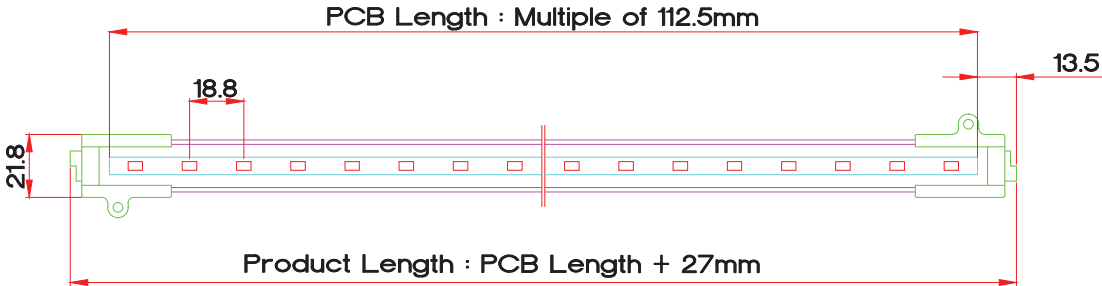 PCB Length : Multiple of 112.5mm
13.5
18.8
21.8
Product Length : PCB Length + 27mm